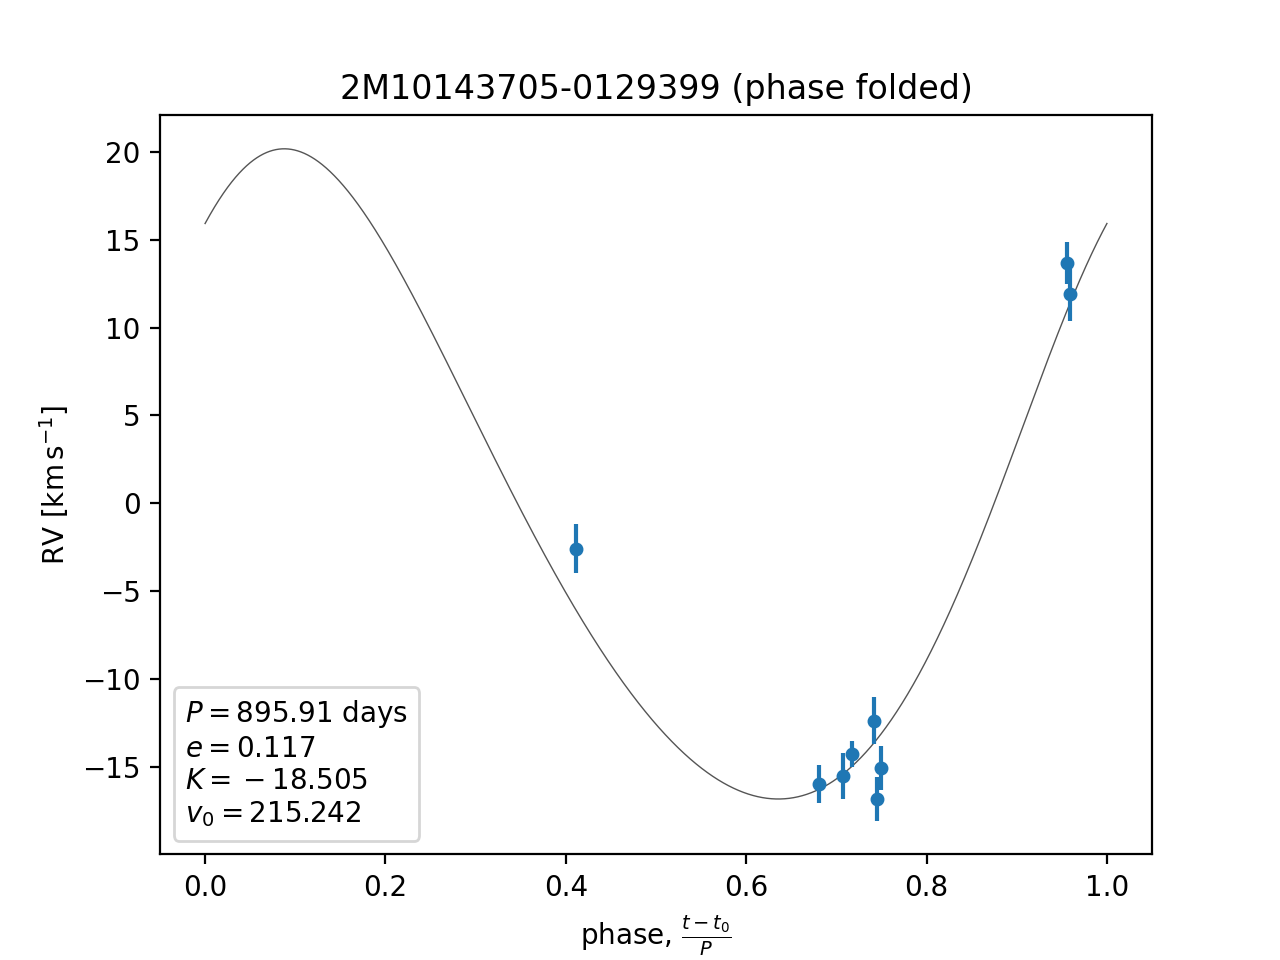 2M10143705-0129399 (phase folded)
20
15
10
5
0
−5
−10
−15
RV [km s⁻¹]
P = 895.91 days
e = 0.117
K = −18.505
v₀ = 215.242
0.0 0.2 0.4 0.6 0.8 1.0
phase, (t − t₀)/P